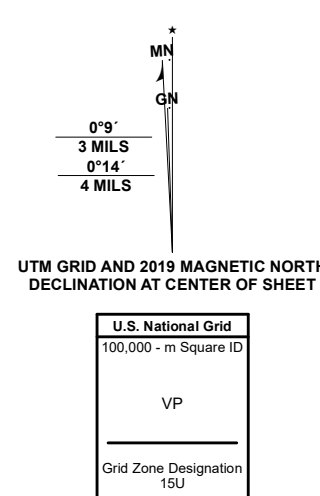 MN
GN
0°9´
3 MILS
0°14´
4 MILS
UTM GRID AND 2019 MAGNETIC NORTH
DECLINATION AT CENTER OF SHEET
U.S. National Grid
100,000 - m Square ID
VP
Grid Zone Designation
15U